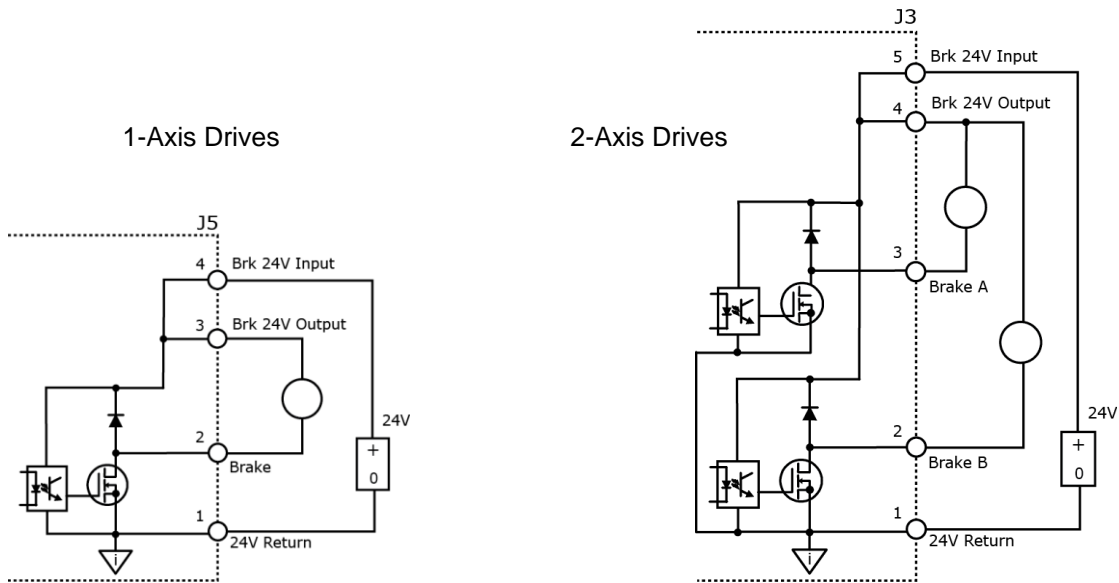 1-Axis Drives
J5
4
Brk 24V Input
3
Brk 24V Output
2
Brake
1
24V Return
24V
+
0
i
2-Axis Drives
J3
5
Brk 24V Input
4
Brk 24V Output
3
Brake A
2
Brake B
1
24V Return
24V
+
0
i